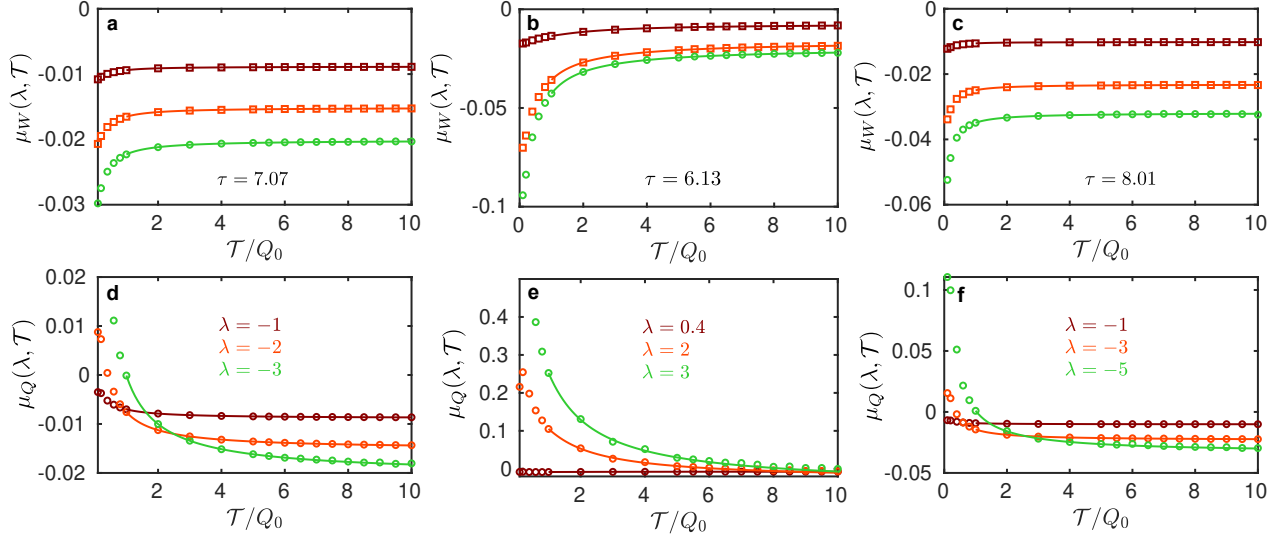 a
μ_W(λ, 𝒯)
0
-0.01
-0.02
-0.03
τ = 7.07
2 4 6 8 10
𝒯/Q_0
b
μ_W(λ, 𝒯)
0
-0.05
-0.1
τ = 6.13
0 2 4 6 8 10
𝒯/Q_0
c
μ_W(λ, 𝒯)
0
-0.02
-0.04
-0.06
τ = 8.01
0 2 4 6 8 10
𝒯/Q_0
d
μ_Q(λ, 𝒯)
0.02
0.01
0
-0.01
-0.02
λ = −1
λ = −2
λ = −3
2 4 6 8 10
𝒯/Q_0
e
μ_Q(λ, 𝒯)
0.4
0.3
0.2
0.1
0
λ = 0.4
λ = 2
λ = 3
2 4 6 8 10
𝒯/Q_0
f
μ_Q(λ, 𝒯)
0.1
0.05
0
-0.05
λ = −1
λ = −3
λ = −5
0 2 4 6 8 10
𝒯/Q_0